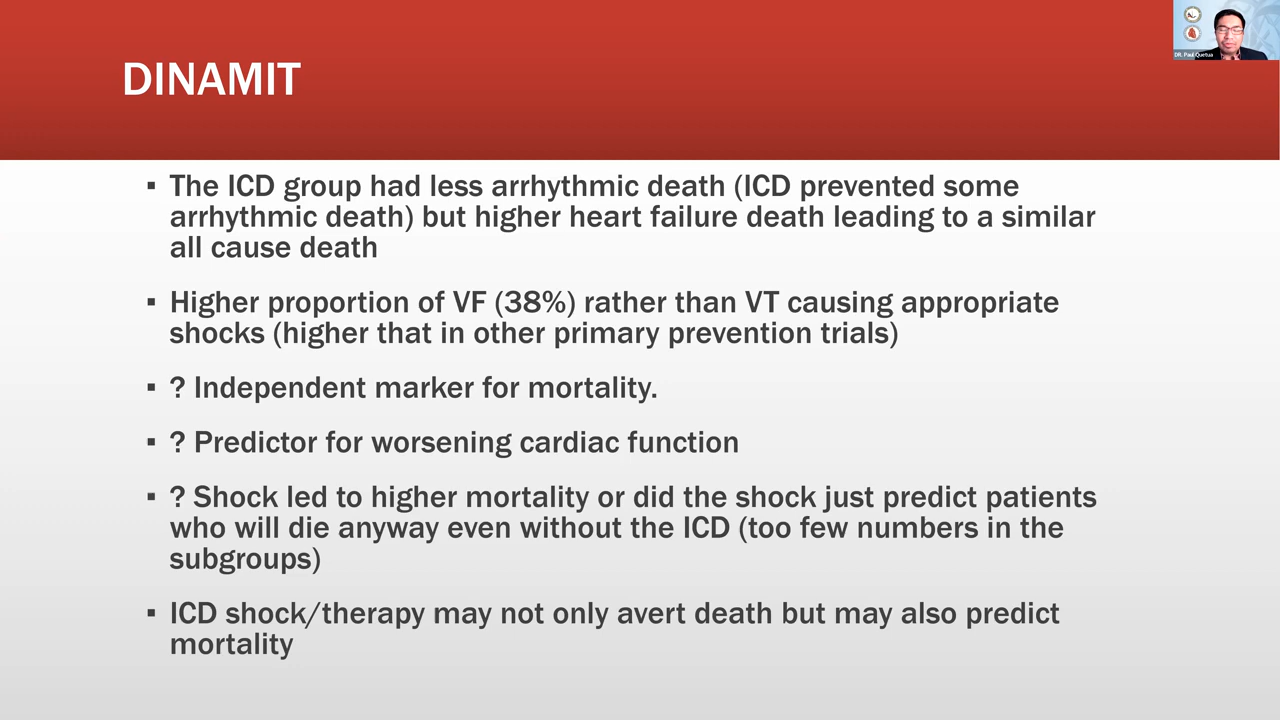 DINAMIT
DR. Paul Quetua
▪ The ICD group had less arrhythmic death (ICD prevented some
arrhythmic death) but higher heart failure death leading to a similar
all cause death
▪ Higher proportion of VF (38%) rather than VT causing appropriate
shocks (higher that in other primary prevention trials)
▪ ? Independent marker for mortality.
▪ ? Predictor for worsening cardiac function
▪ ? Shock led to higher mortality or did the shock just predict patients
who will die anyway even without the ICD (too few numbers in the
subgroups)
▪ ICD shock/therapy may not only avert death but may also predict
mortality